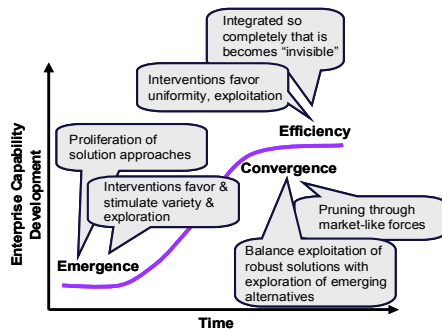 Integrated so
completely that is
becomes “invisible”
Interventions favor
uniformity, exploitation
Efficiency
Proliferation of
solution approaches
Convergence
Interventions favor &
stimulate variety &
exploration
Pruning through
market-like forces
Balance exploitation of
robust solutions with
exploration of emerging
alternatives
Emergence
Enterprise Capability
Development
Time